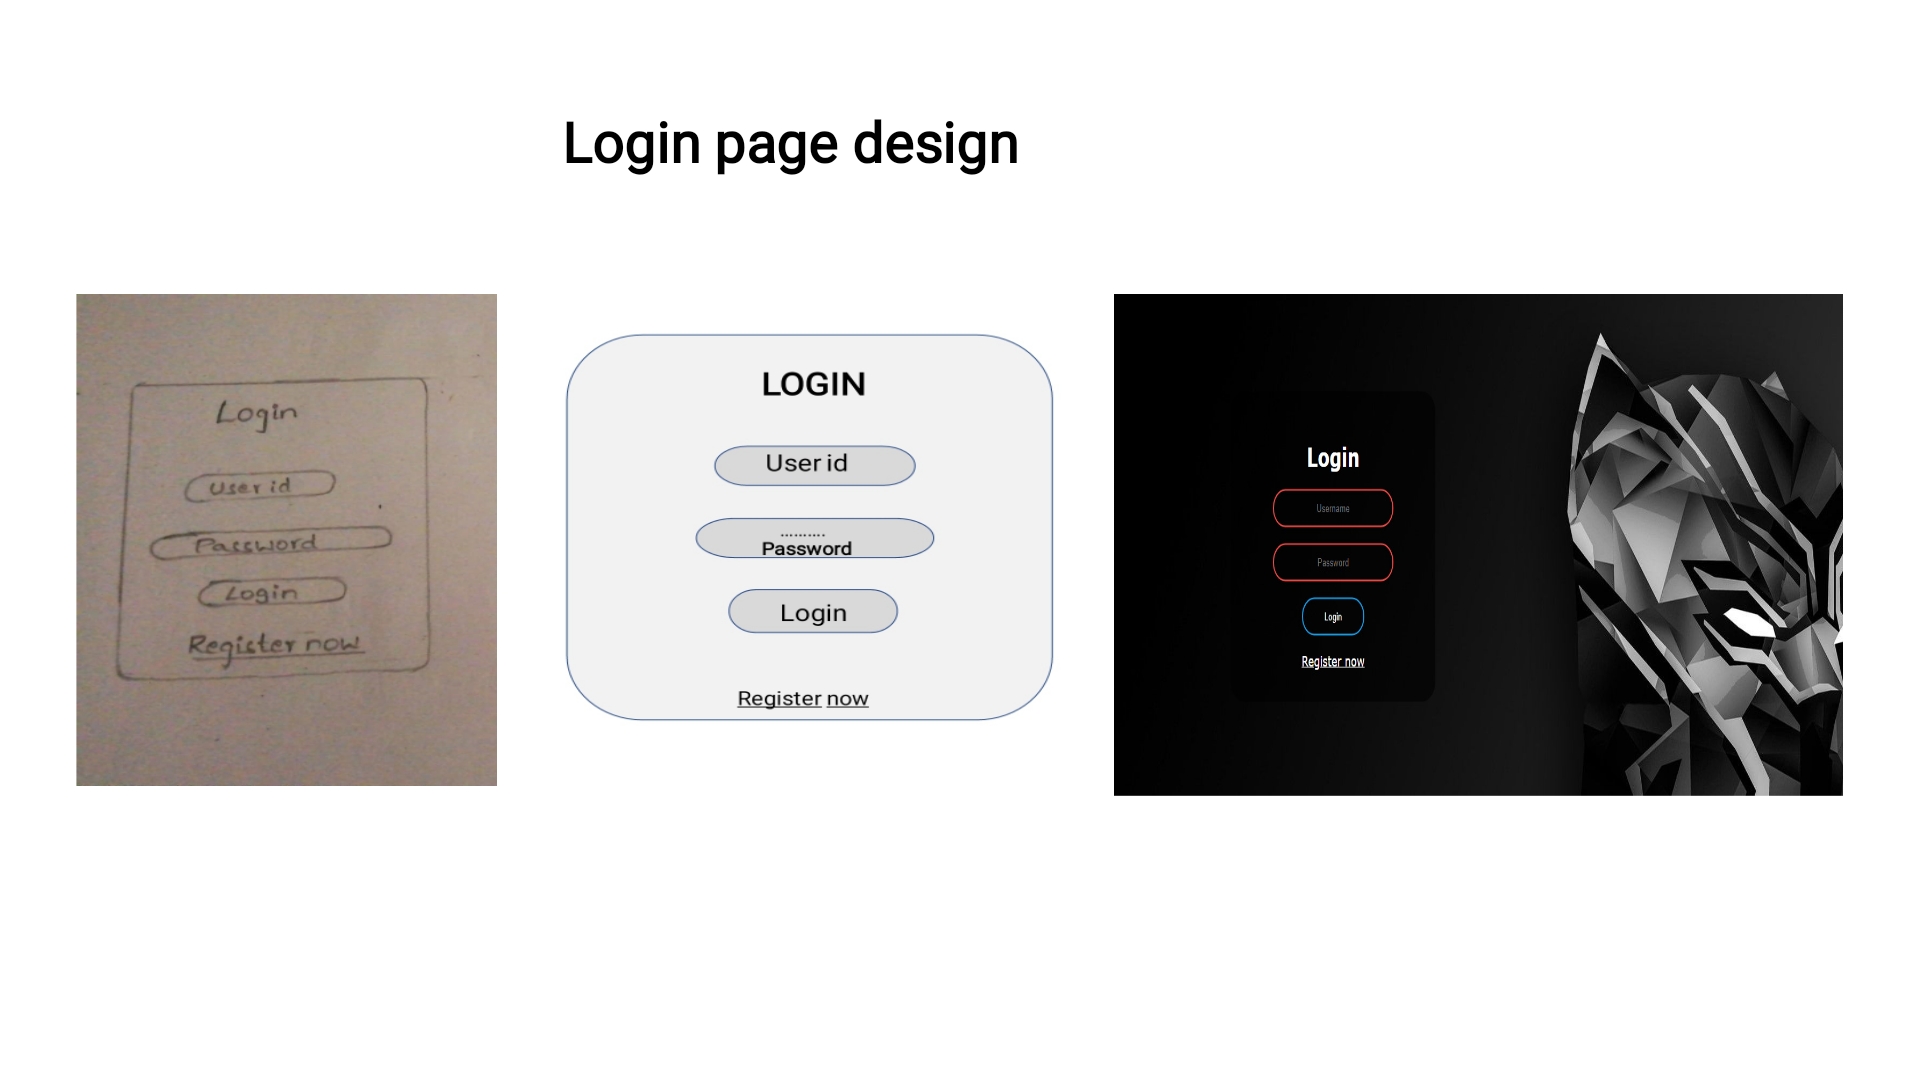 Login page design
Login
User id
Password
Login
Register now
LOGIN
User id
..........
Password
Login
Register now
Login
Username
Password
Login
Register now